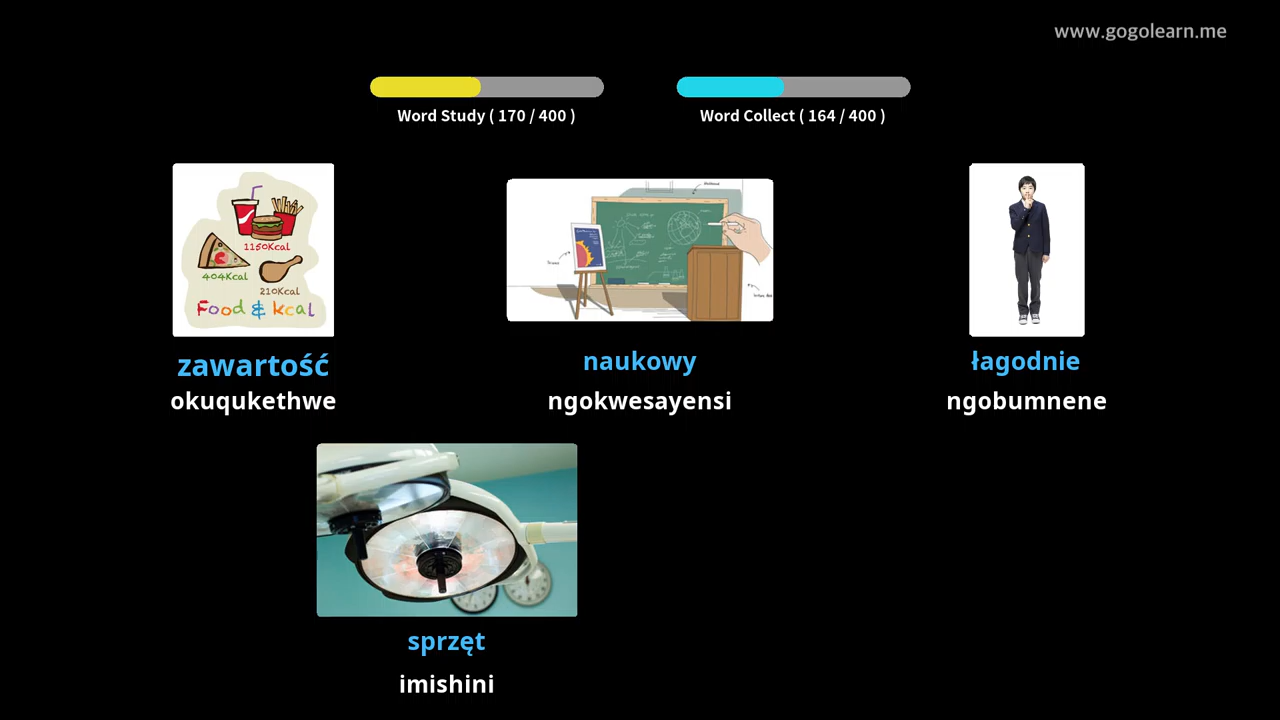 www.gogolearn.me
Word Study ( 170 / 400 )
Word Collect ( 164 / 400 )
1150Kcal
404Kcal
210Kcal
Food & kcal
zawartość
naukowy
łagodnie
okuqukethwe
ngokwesayensi
ngobumnene
sprzęt
imishini